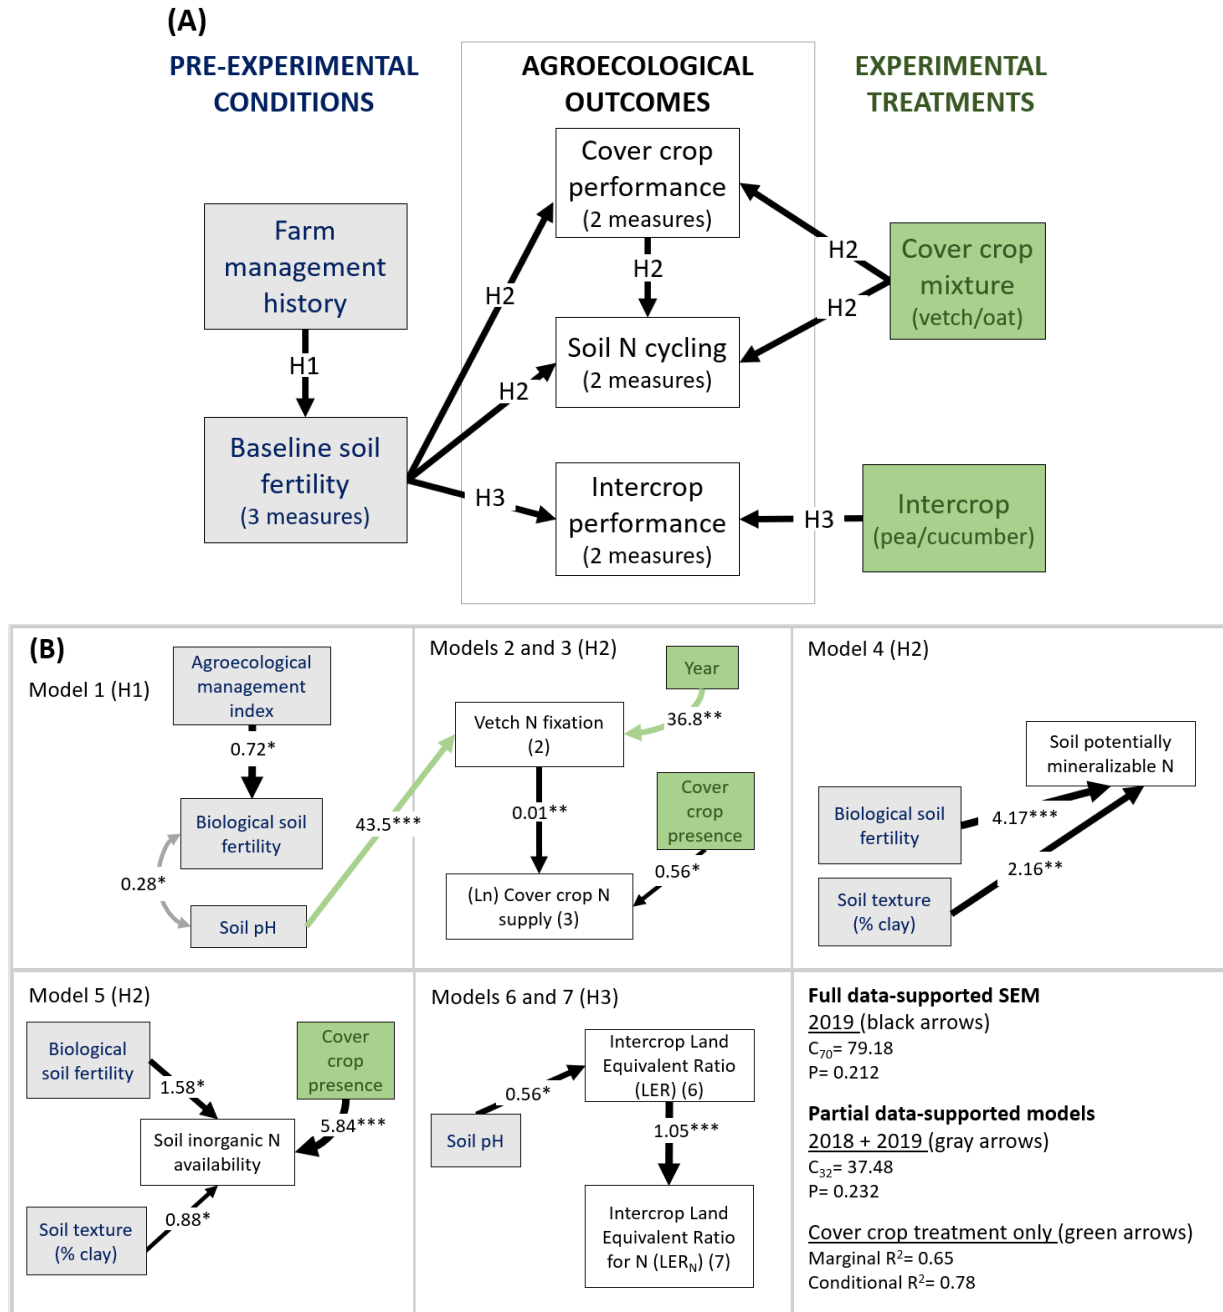 (A)
PRE-EXPERIMENTAL
CONDITIONS
AGROECOLOGICAL
OUTCOMES
EXPERIMENTAL
TREATMENTS
Farm
management
history
H1
Baseline soil
fertility
(3 measures)
Cover crop
performance
(2 measures)
H2
H2
H2
Soil N cycling
(2 measures)
H3
Intercrop
performance
(2 measures)
H2
H2
Cover crop
mixture
(vetch/oat)
H3
Intercrop
(pea/cucumber)
(B)
Model 1 (H1)
Agroecological
management
index
0.72*
Biological soil
fertility
0.28*
Soil pH
43.5***
Models 2 and 3 (H2)
Year
36.8**
Vetch N fixation
(2)
0.01**
Cover
crop
presence
0.56*
(Ln) Cover crop N
supply (3)
Model 4 (H2)
Soil potentially
mineralizable N
Biological soil
fertility
4.17***
2.16**
Soil texture
(% clay)
Model 5 (H2)
Biological
soil fertility
1.58*
Cover
crop
presence
5.84***
Soil inorganic N
availability
Soil texture
(% clay)
0.88*
Models 6 and 7 (H3)
Intercrop Land
Equivalent Ratio
(LER) (6)
0.56*
Soil pH
1.05***
Intercrop Land
Equivalent Ratio
for N (LERN) (7)
Full data-supported SEM
2019 (black arrows)
C70= 79.18
P= 0.212
Partial data-supported models
2018 + 2019 (gray arrows)
C32= 37.48
P= 0.232
Cover crop treatment only (green arrows)
Marginal R²= 0.65
Conditional R²= 0.78